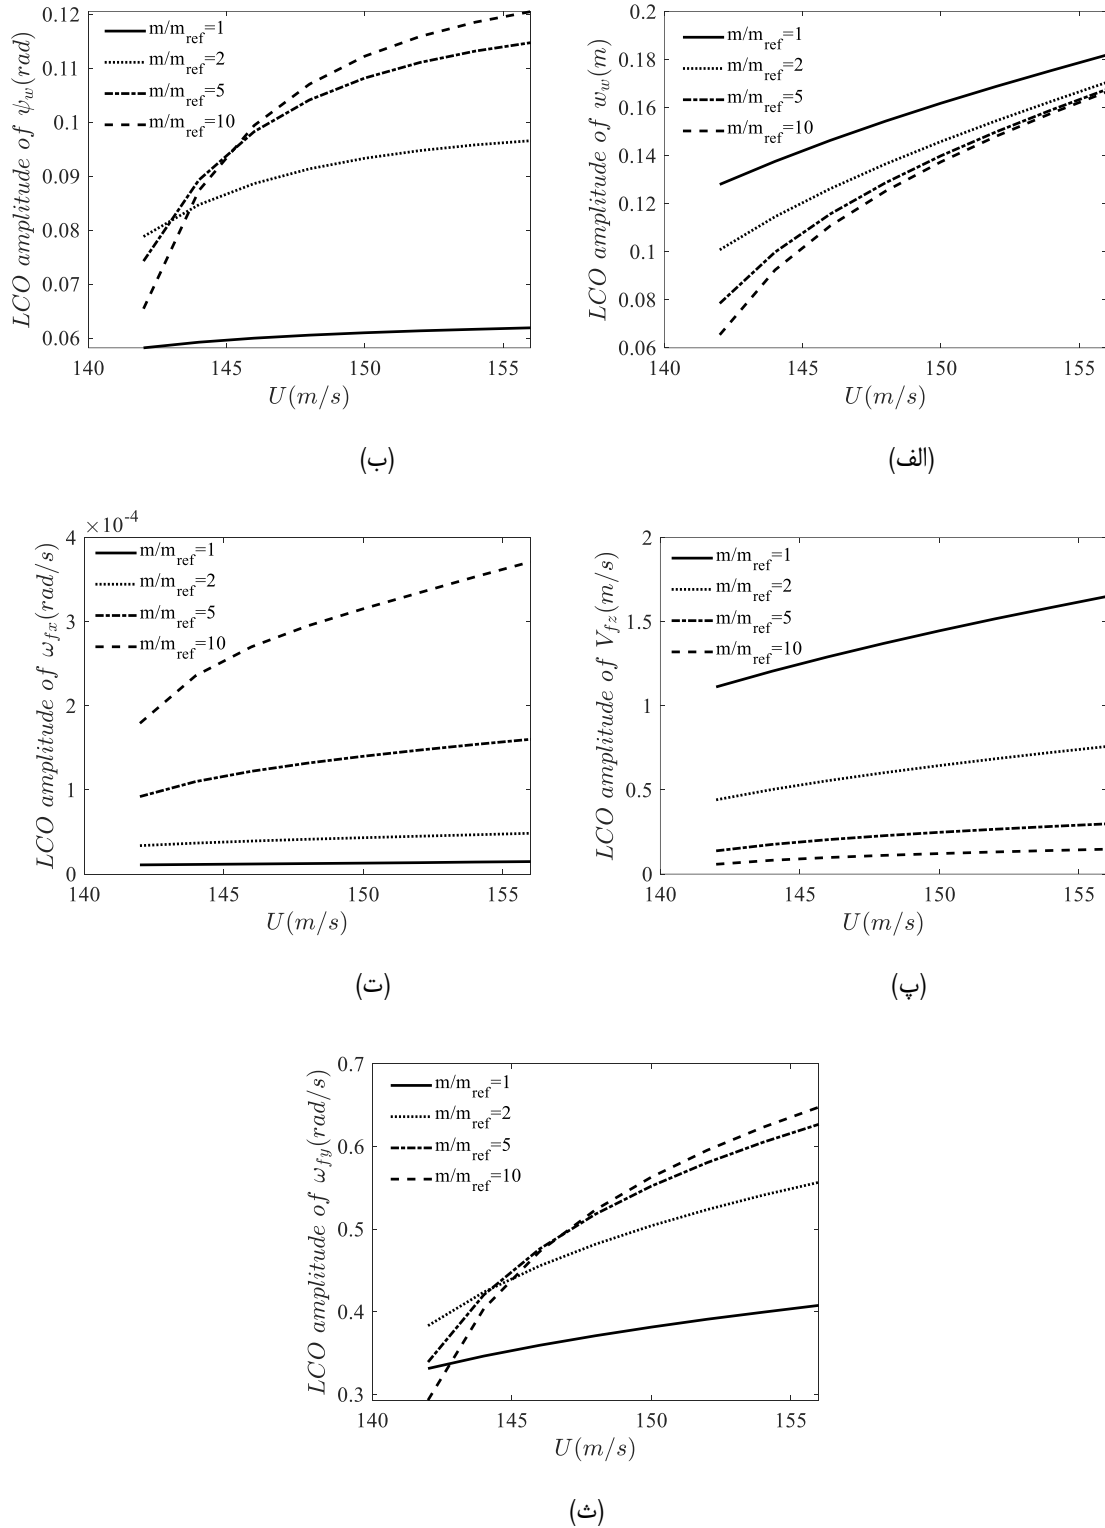 LCO amplitude of w_w(m)
0.2
0.18
0.16
0.14
0.12
0.1
0.08
0.06
m/m_ref=1
m/m_ref=2
m/m_ref=5
m/m_ref=10
140 145 150 155
U(m/s)
(الف)
LCO amplitude of ψ_w(rad)
0.12
0.11
0.1
0.09
0.08
0.07
0.06
m/m_ref=1
m/m_ref=2
m/m_ref=5
m/m_ref=10
140 145 150 155
U(m/s)
(ب)
LCO amplitude of V_fz(m/s)
2
1.5
1
0.5
0
m/m_ref=1
m/m_ref=2
m/m_ref=5
m/m_ref=10
140 145 150 155
U(m/s)
(پ)
×10^-4
LCO amplitude of ω_fx(rad/s)
4
3
2
1
0
m/m_ref=1
m/m_ref=2
m/m_ref=5
m/m_ref=10
140 145 150 155
U(m/s)
(ت)
LCO amplitude of ω_fy(rad/s)
0.7
0.6
0.5
0.4
0.3
m/m_ref=1
m/m_ref=2
m/m_ref=5
m/m_ref=10
140 145 150 155
U(m/s)
(ث)